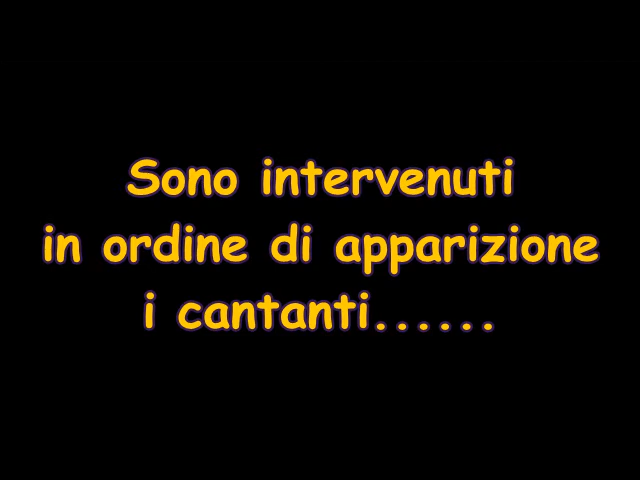 Sono intervenuti
in ordine di apparizione
i cantanti......